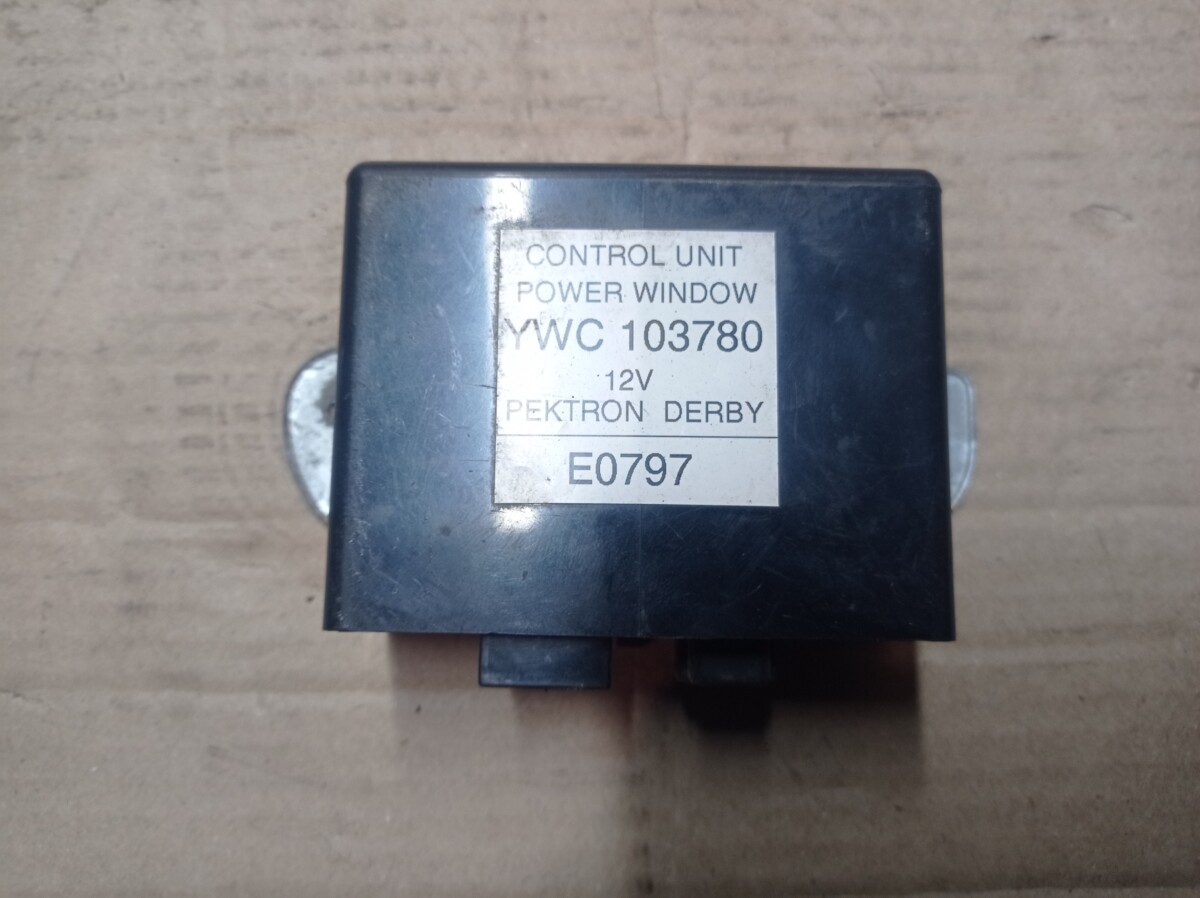 CONTROL UNIT
POWER WINDOW
YWC 103780
12V
PEKTRON DERBY
E0797